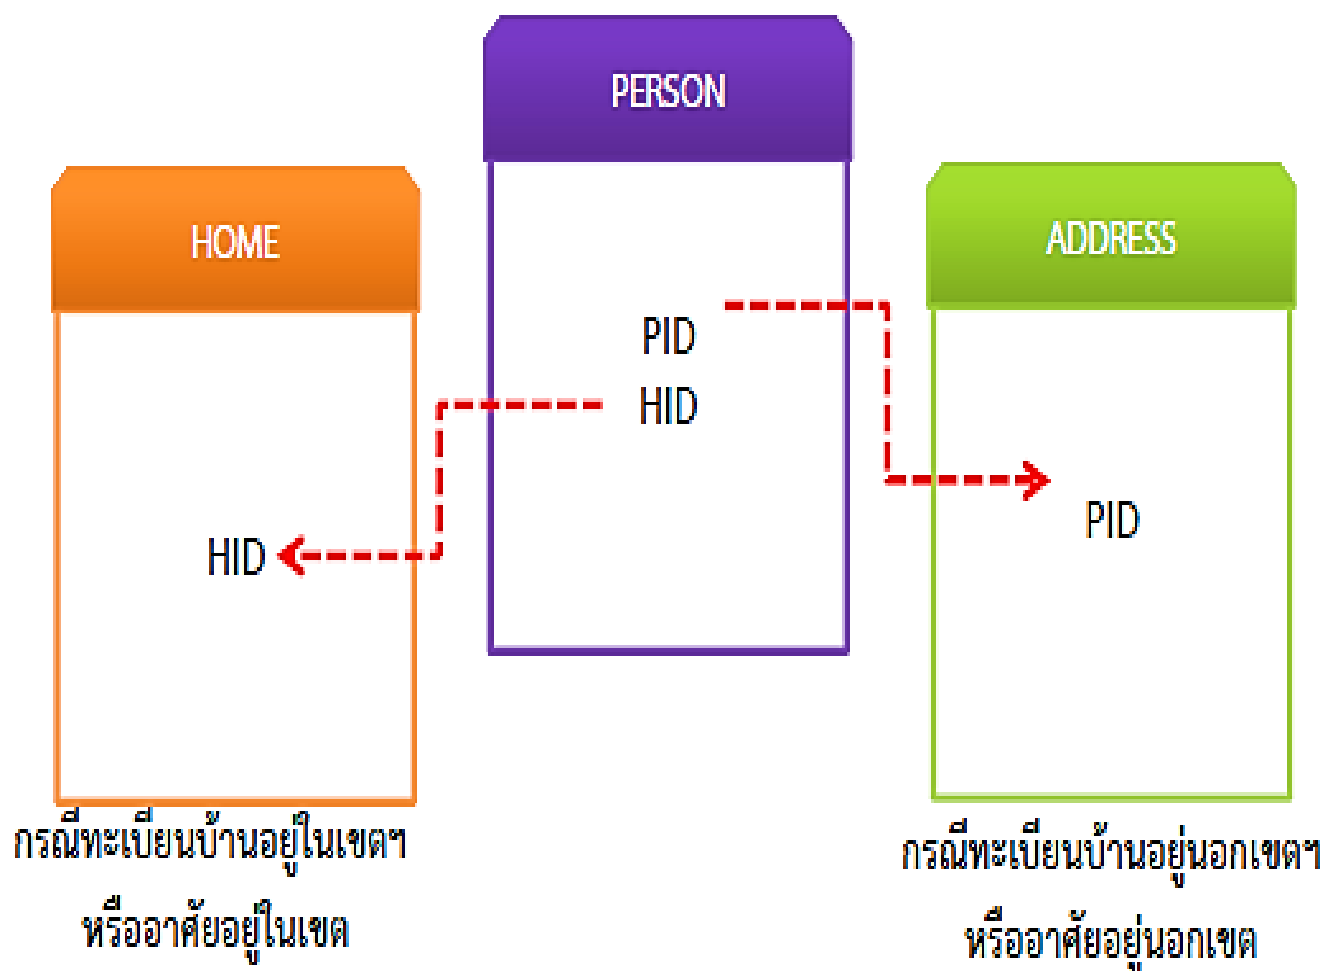 PERSON
HOME
ADDRESS
PID
HID
HID
PID
กรณีทะเบียนบ้านอยู่ในเขตฯ
หรืออาศัยอยู่ในเขต
กรณีทะเบียนบ้านอยู่นอกเขตฯ
หรืออาศัยอยู่นอกเขต